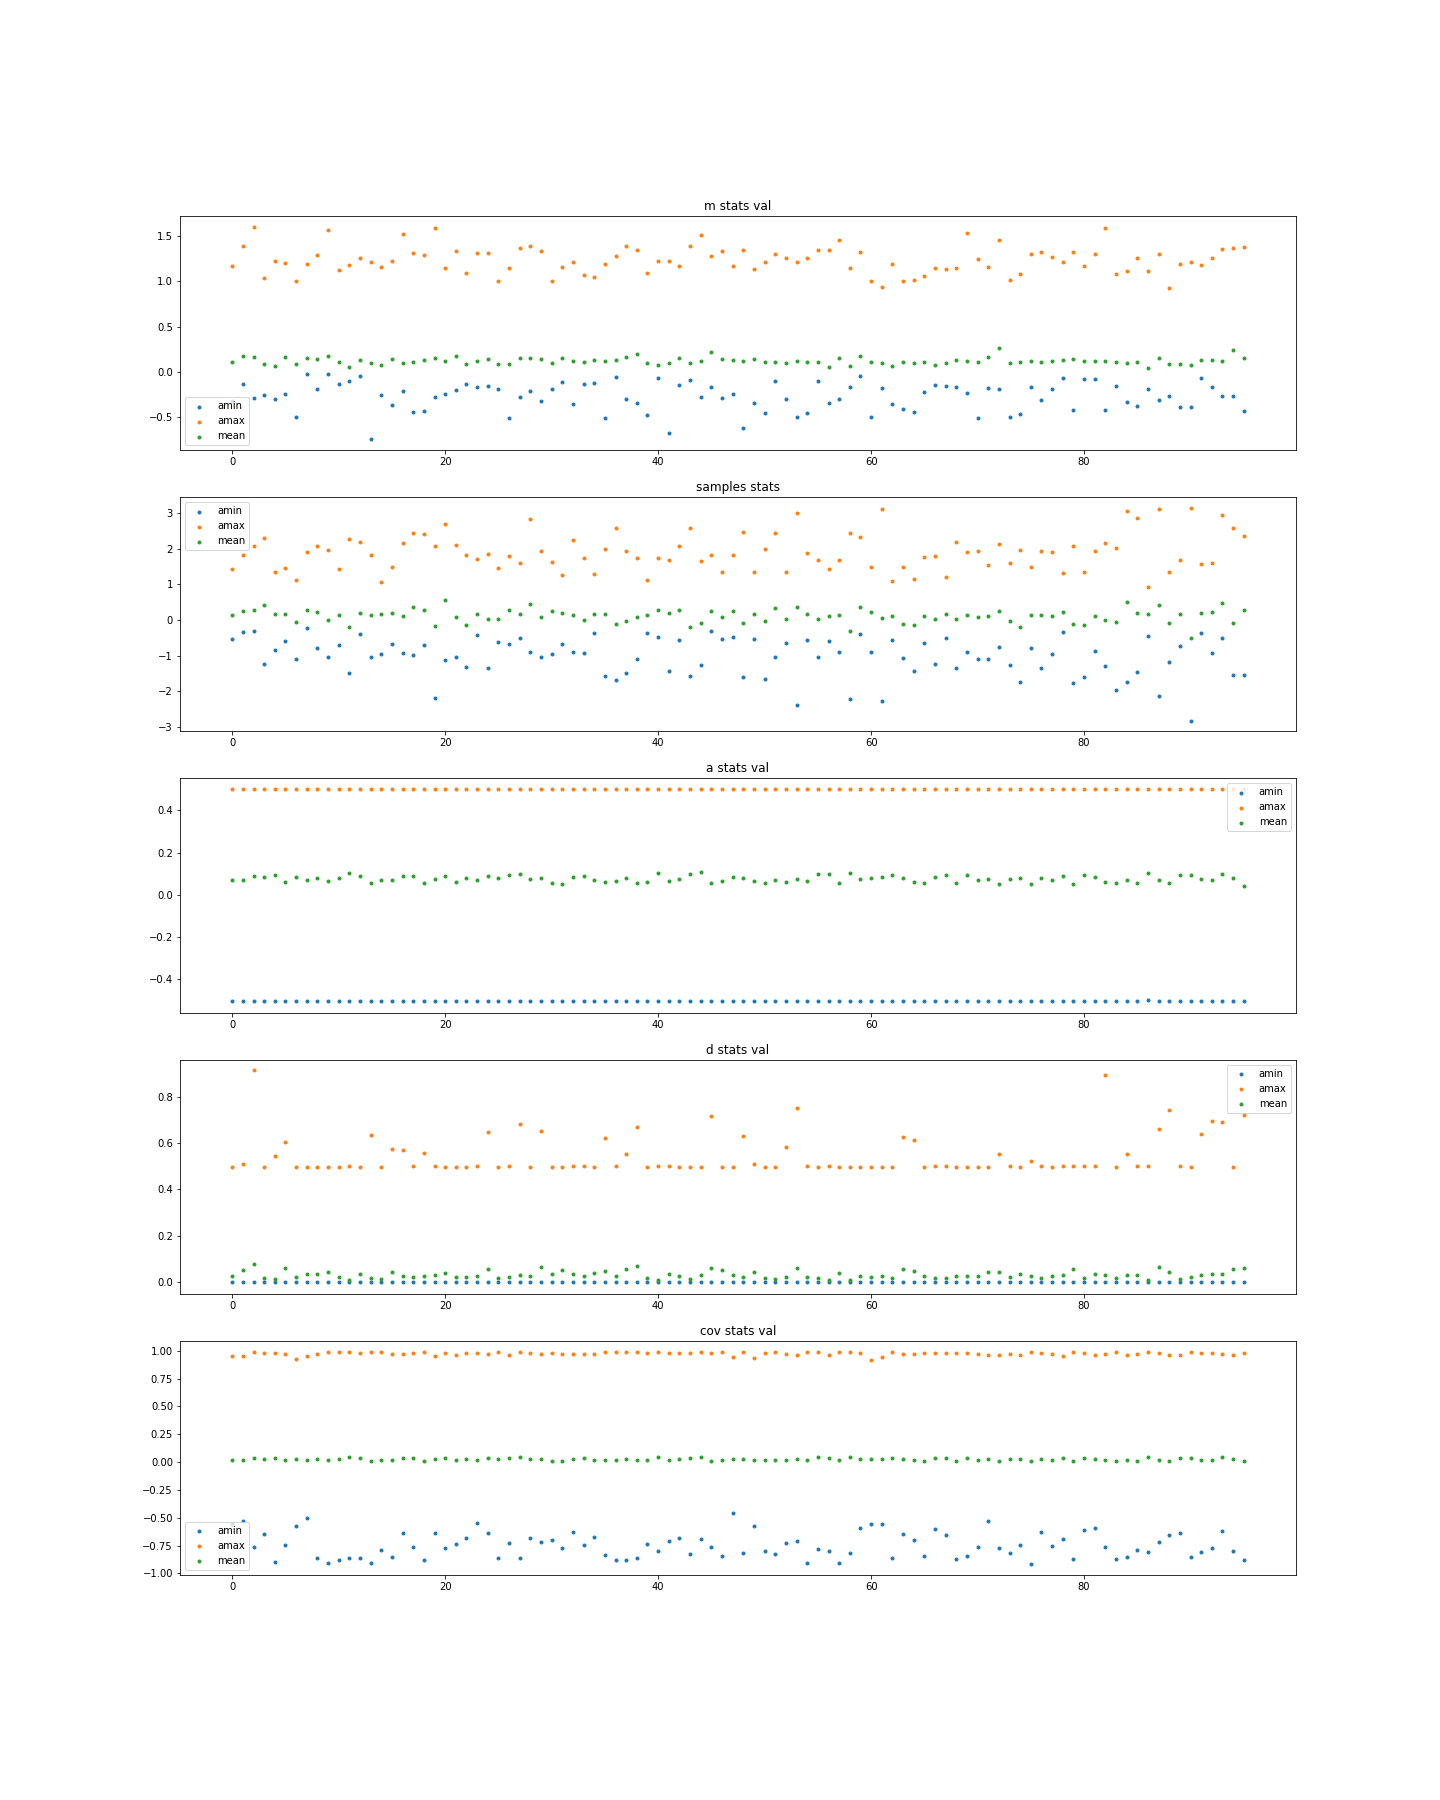 m stats val
1.5
1.0
0.5
0.0
−0.5
amin
amax
mean
0 20 40 60 80
samples stats
3
2
1
0
−1
−2
−3
amin
amax
mean
0 20 40 60 80
a stats val
0.4
0.2
0.0
−0.2
−0.4
amin
amax
mean
0 20 40 60 80
d stats val
0.8
0.6
0.4
0.2
0.0
amin
amax
mean
0 20 40 60 80
cov stats val
1.00
0.75
0.50
0.25
0.00
−0.25
−0.50
−0.75
−1.00
amin
amax
mean
0 20 40 60 80